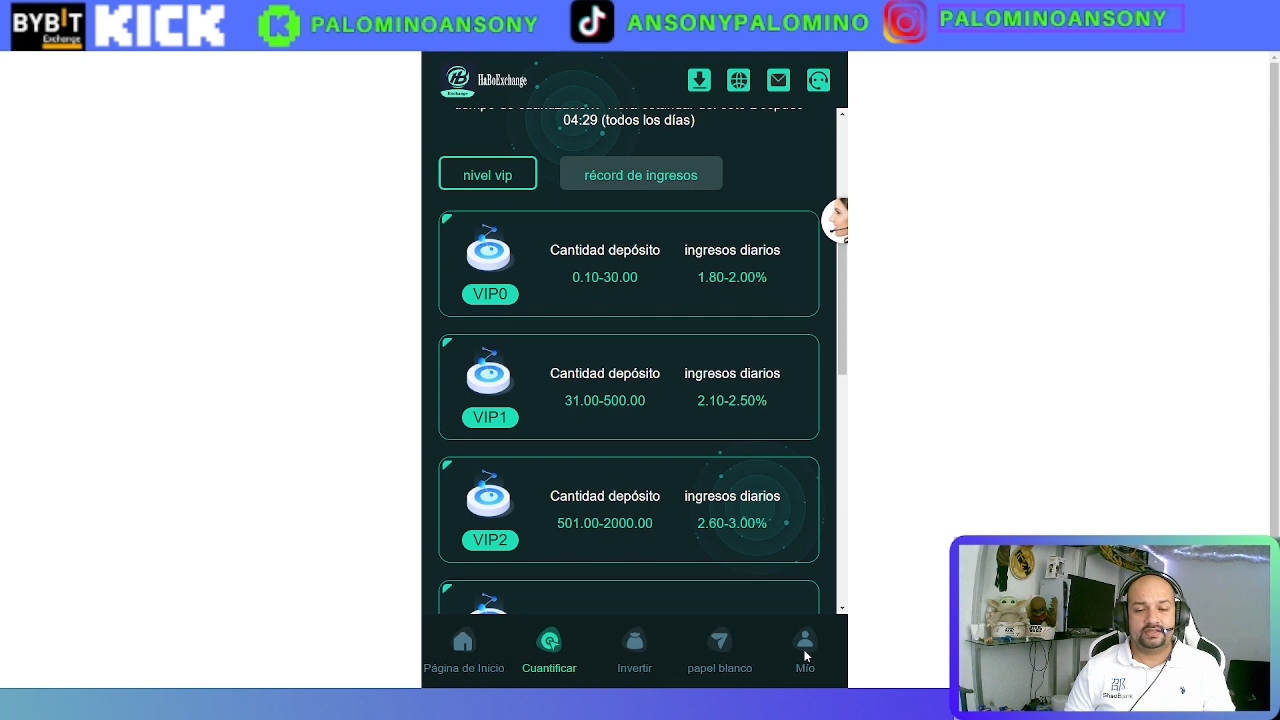 BYBIT
Exchange
KICK
PALOMINOANSONY
ANSONYPALOMINO
PALOMINOANSONY
HaBoExchange
Exchange
04:29 (todos los días)
nivel vip
récord de ingresos
Cantidad depósito
ingresos diarios
0.10-30.00
1.80-2.00%
VIP0
Cantidad depósito
ingresos diarios
31.00-500.00
2.10-2.50%
VIP1
Cantidad depósito
ingresos diarios
501.00-2000.00
2.60-3.00%
VIP2
Página de Inicio
Cuantificar
Invertir
papel blanco
Mío
ShaoBank